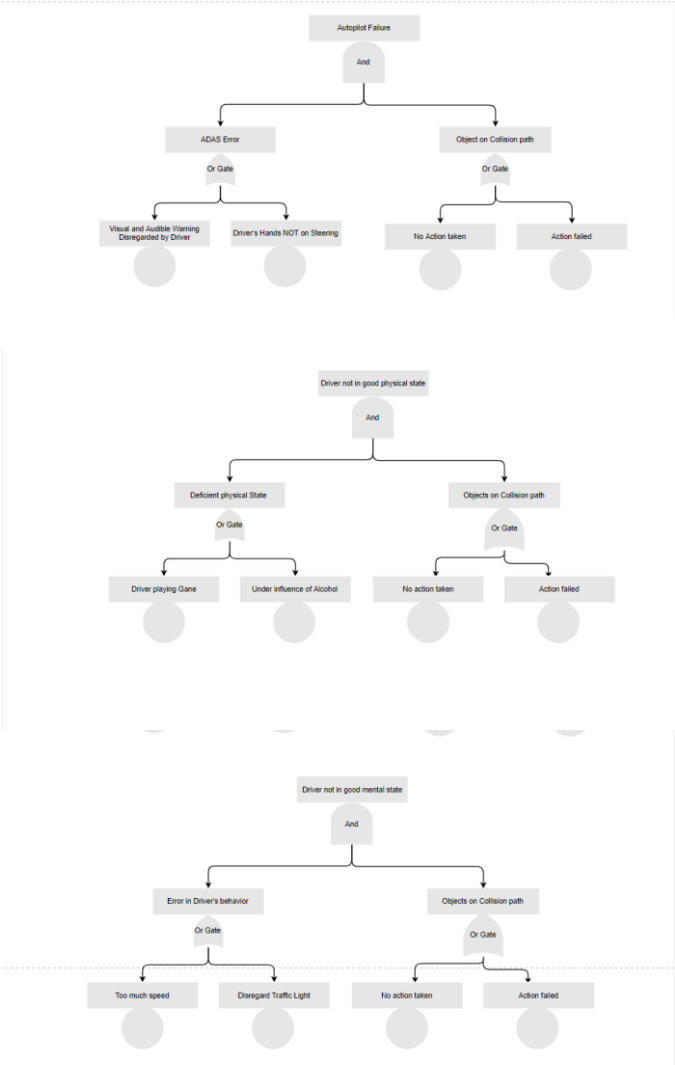 Autopilot Failure
And
ADAS Error
Object on Collision path
Or Gate
Or Gate
Visual and Audible Warning
Disregarded by Driver
Driver's Hands NOT on Steering
No Action taken
Action failed
Driver not in good physical state
And
Deficient physical State
Objects on Collision path
Or Gate
Or Gate
Driver playing Gane
Under influence of Alcohol
No action taken
Action failed
Driver not in good mental state
And
Error in Driver's behavior
Objects on Collision path
Or Gate
Or Gate
Too much speed
Disregard Traffic Light
No action taken
Action failed